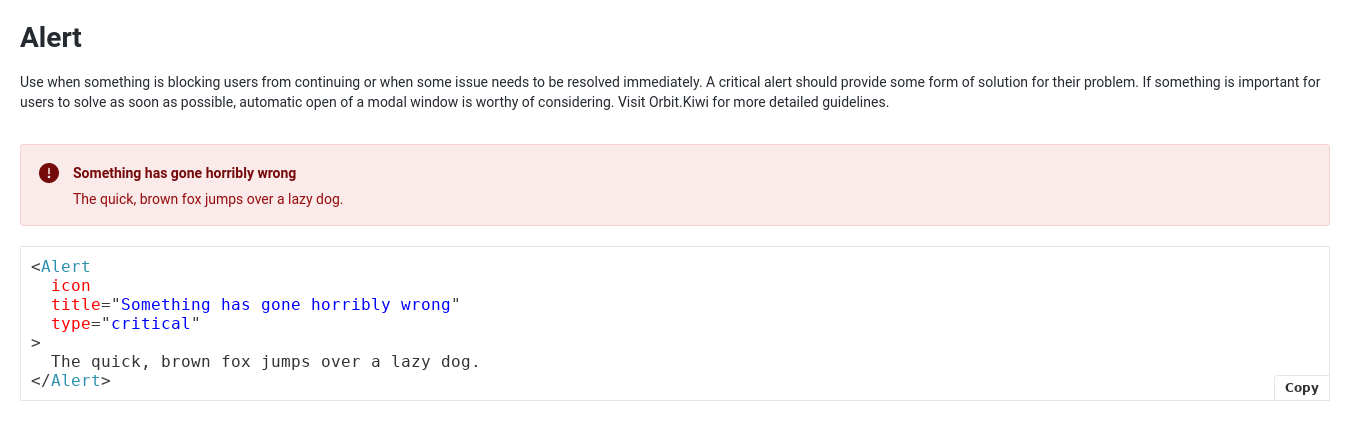 Alert
Use when something is blocking users from continuing or when some issue needs to be resolved immediately. A critical alert should provide some form of solution for their problem. If something is important for
users to solve as soon as possible, automatic open of a modal window is worthy of considering. Visit Orbit.Kiwi for more detailed guidelines.
Something has gone horribly wrong
The quick, brown fox jumps over a lazy dog.
<Alert
  icon
  title="Something has gone horribly wrong"
  type="critical"
>
  The quick, brown fox jumps over a lazy dog.
</Alert>
Copy